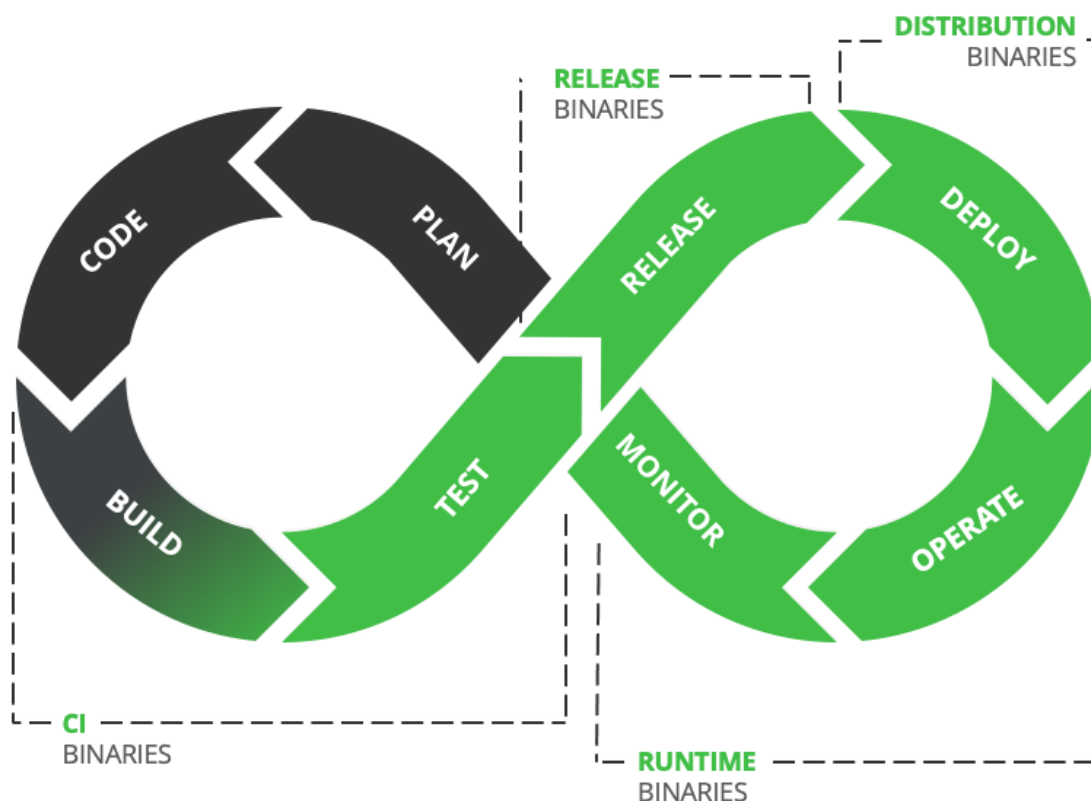 DISTRIBUTION
BINARIES
RELEASE
BINARIES
CODE
PLAN
RELEASE
DEPLOY
BUILD
TEST
MONITOR
OPERATE
CI
BINARIES
RUNTIME
BINARIES